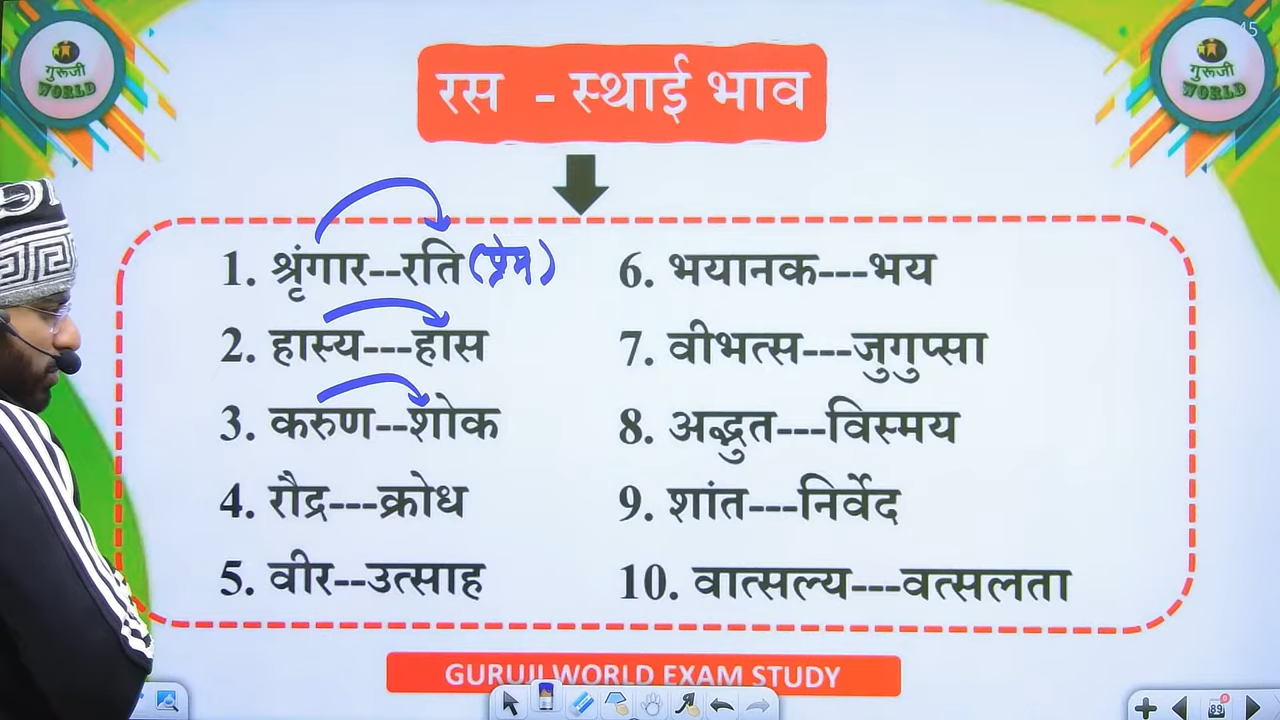 गुरूजी
WORLD
गुरूजी
WORLD
रस - स्थाई भाव
1. श्रृंगार--रति (प्रेम)
2. हास्य---हास
3. करुण--शोक
4. रौद्र---क्रोध
5. वीर--उत्साह
6. भयानक---भय
7. वीभत्स---जुगुप्सा
8. अद्भुत---विस्मय
9. शांत---निर्वेद
10. वात्सल्य---वत्सलता
GURUJI WORLD EXAM STUDY
89